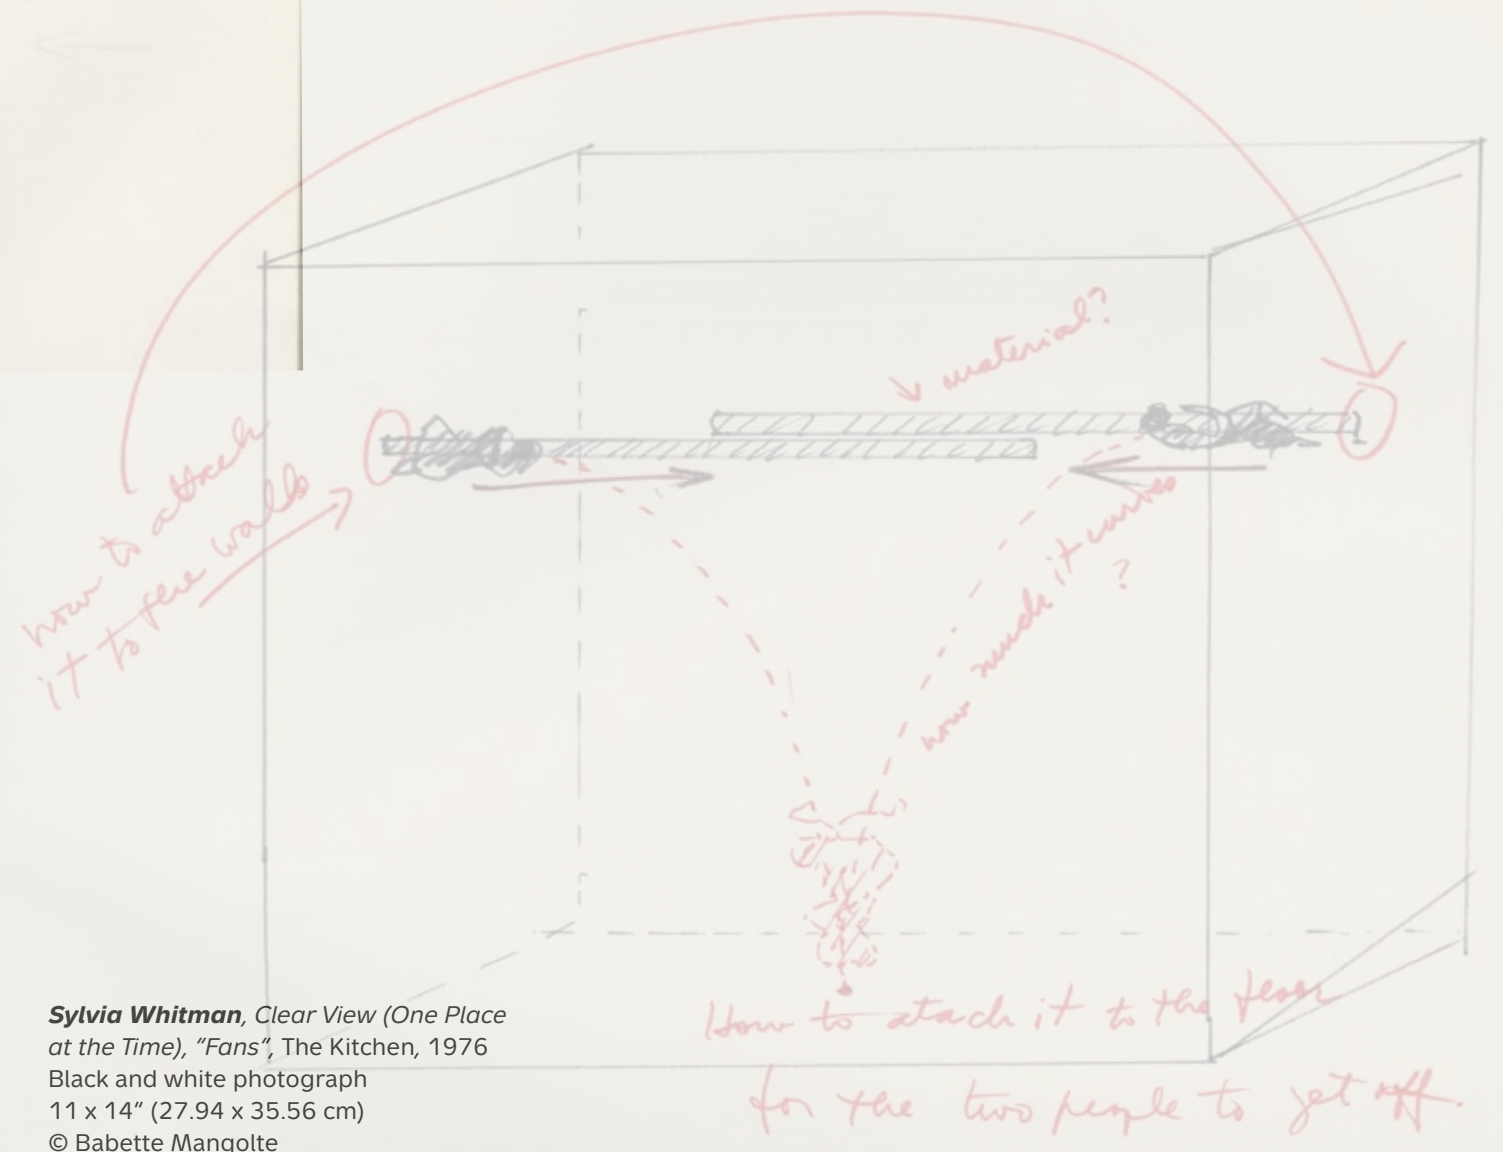 material?
how to attach
it to the walls
how much it curves
?
Sylvia Whitman, Clear View (One Place
at the Time), “Fans”, The Kitchen, 1976
Black and white photograph
11 x 14” (27.94 x 35.56 cm)
© Babette Mangolte
How to attach it to the floor
for the two people to get off.